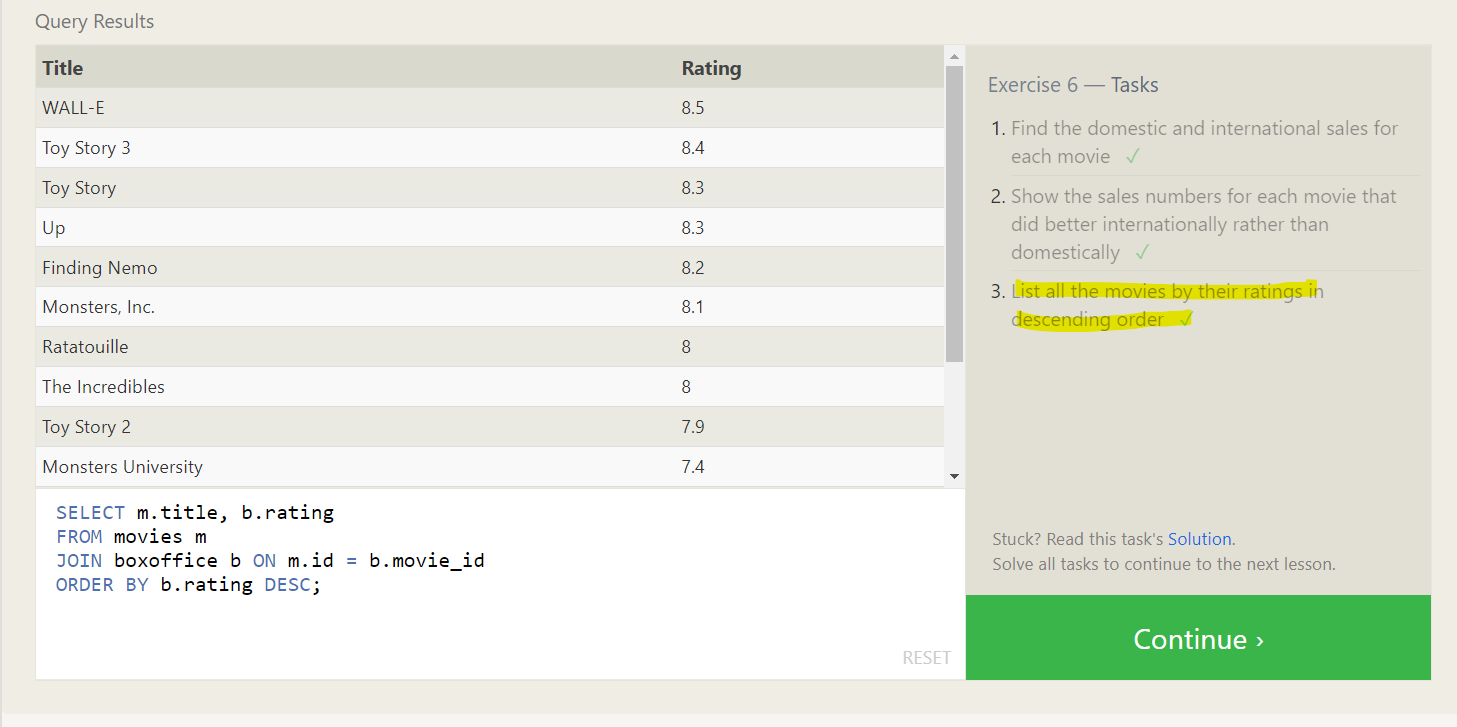 Query Results
Title Rating
WALL-E 8.5
Toy Story 3 8.4
Toy Story 8.3
Up 8.3
Finding Nemo 8.2
Monsters, Inc. 8.1
Ratatouille 8
The Incredibles 8
Toy Story 2 7.9
Monsters University 7.4
SELECT m.title, b.rating
FROM movies m
JOIN boxoffice b ON m.id = b.movie_id
ORDER BY b.rating DESC;
RESET
Exercise 6 — Tasks
1. Find the domestic and international sales for
each movie ✓
2. Show the sales numbers for each movie that
did better internationally rather than
domestically ✓
3. List all the movies by their ratings in
descending order ✓
Stuck? Read this task's Solution.
Solve all tasks to continue to the next lesson.
Continue ›